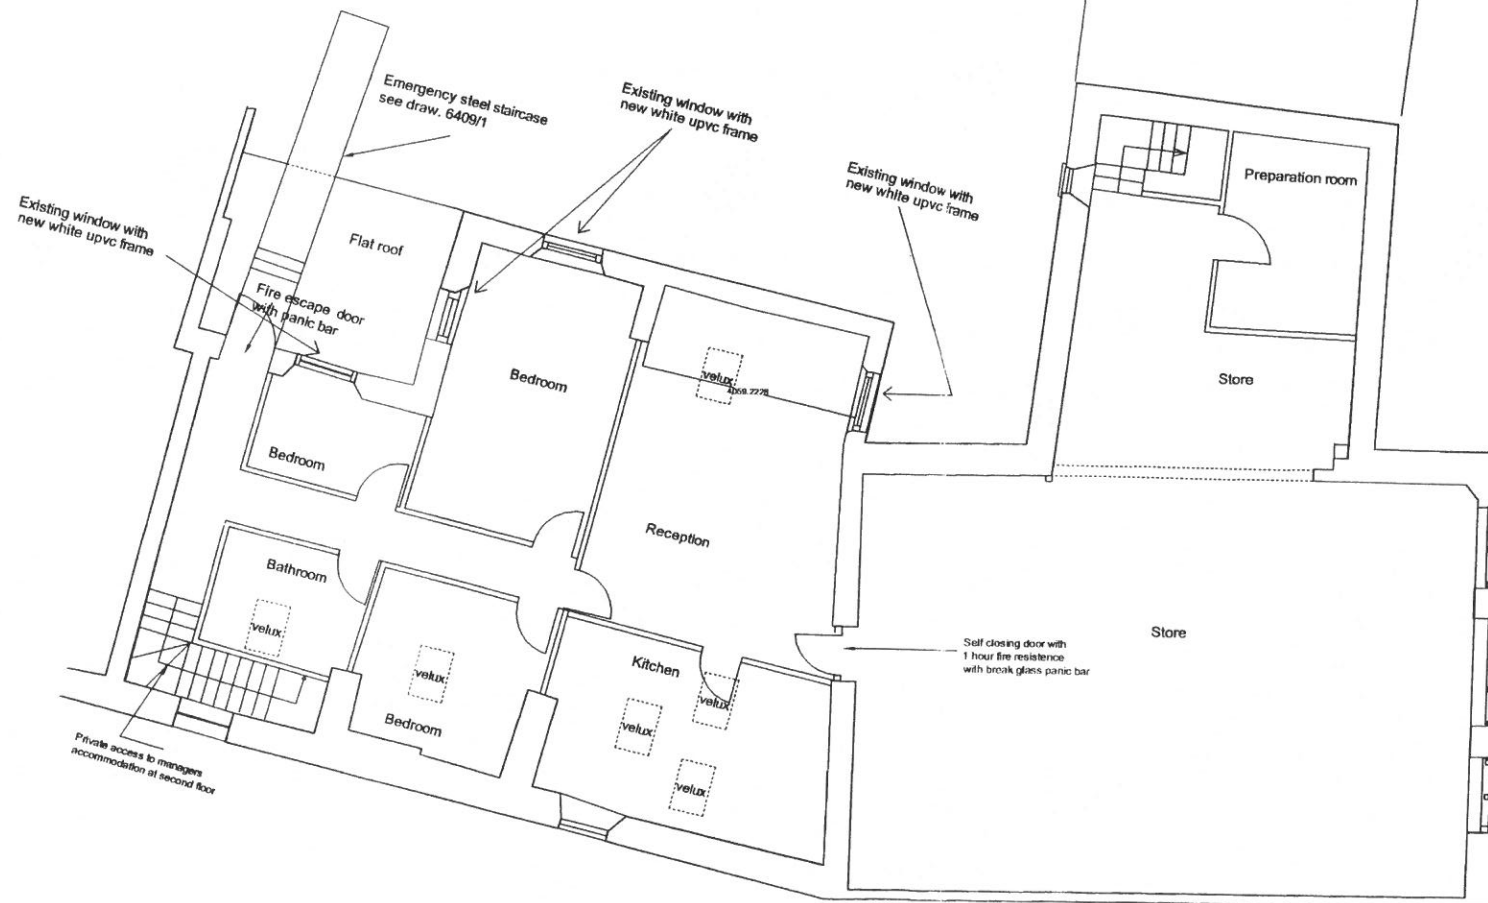 Emergency steel staircase
see draw. 6409/1
Existing window with
new white upvc frame
Existing window with
new white upvc frame
Existing window with
new white upvc frame
Preparation room
Flat roof
Fire escape door
with panic bar
Bedroom
velux
Store
Bedroom
Reception
Bathroom
velux
Store
Self closing door with
1 hour fire resistence
with break glass panic bar
Kitchen
velux
velux
velux
velux
Bedroom
Private access to managers
accommodation at second floor